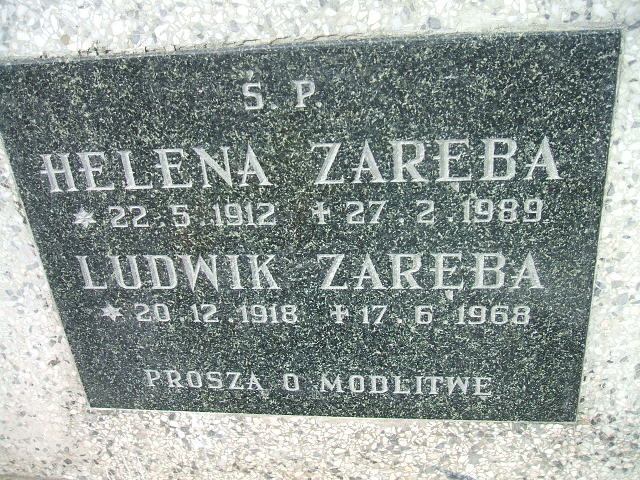 Ś. P.
HELENA ZARĘBA
* 22.5.1912 + 27.2.1989
LUDWIK ZARĘBA
* 20.12.1918 + 17.6.1968
PROSZĄ O MODLITWĘ